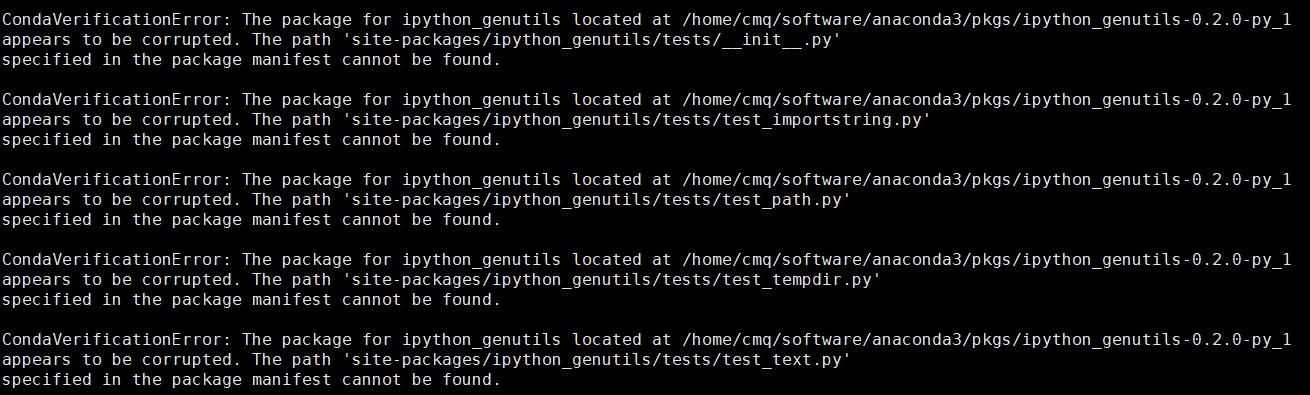 CondaVerificationError: The package for ipython_genutils located at /home/cmq/software/anaconda3/pkgs/ipython_genutils-0.2.0-py_1
appears to be corrupted. The path 'site-packages/ipython_genutils/tests/__init__.py'
specified in the package manifest cannot be found.
CondaVerificationError: The package for ipython_genutils located at /home/cmq/software/anaconda3/pkgs/ipython_genutils-0.2.0-py_1
appears to be corrupted. The path 'site-packages/ipython_genutils/tests/test_importstring.py'
specified in the package manifest cannot be found.
CondaVerificationError: The package for ipython_genutils located at /home/cmq/software/anaconda3/pkgs/ipython_genutils-0.2.0-py_1
appears to be corrupted. The path 'site-packages/ipython_genutils/tests/test_path.py'
specified in the package manifest cannot be found.
CondaVerificationError: The package for ipython_genutils located at /home/cmq/software/anaconda3/pkgs/ipython_genutils-0.2.0-py_1
appears to be corrupted. The path 'site-packages/ipython_genutils/tests/test_tempdir.py'
specified in the package manifest cannot be found.
CondaVerificationError: The package for ipython_genutils located at /home/cmq/software/anaconda3/pkgs/ipython_genutils-0.2.0-py_1
appears to be corrupted. The path 'site-packages/ipython_genutils/tests/test_text.py'
specified in the package manifest cannot be found.